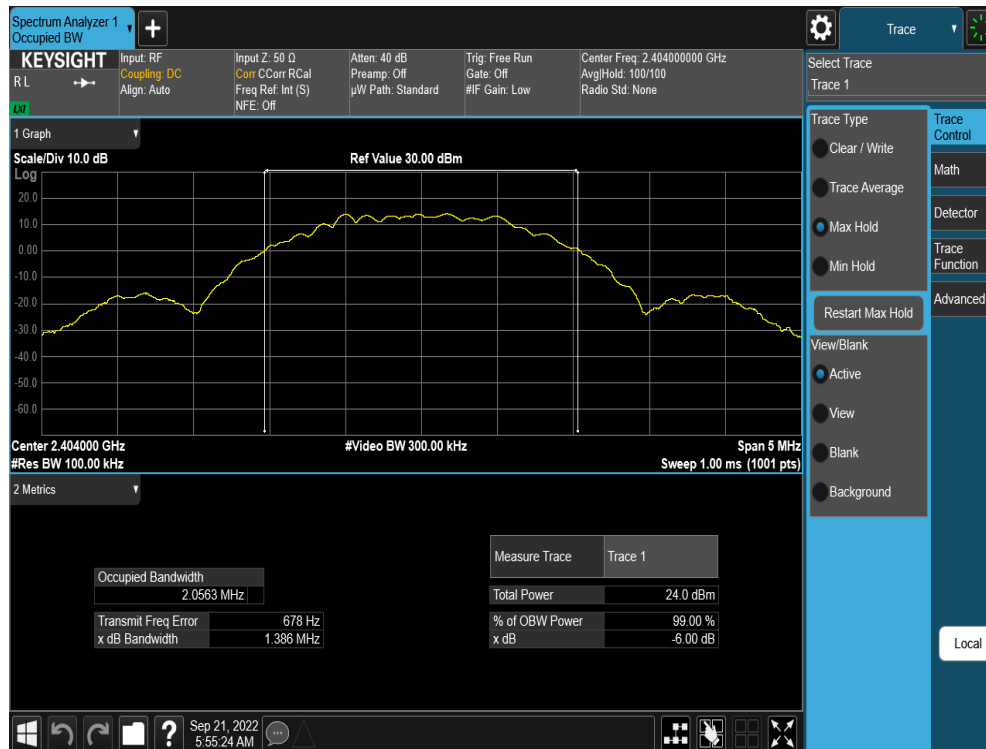 Spectrum Analyzer 1
Occupied BW
Trace
KEYSIGHT
R L
LXI
Input: RF
Coupling: DC
Align: Auto
Input Z: 50 Ω
Corr CCorr RCal
Freq Ref: Int (S)
NFE: Off
Atten: 40 dB
Preamp: Off
µW Path: Standard
Trig: Free Run
Gate: Off
#IF Gain: Low
Center Freq: 2.404000000 GHz
Avg|Hold: 100/100
Radio Std: None
Select Trace
Trace 1
1 Graph
Scale/Div 10.0 dB
Ref Value 30.00 dBm
Log
20.0
10.0
0.00
-10.0
-20.0
-30.0
-40.0
-50.0
-60.0
Center 2.404000 GHz
#Video BW 300.00 kHz
Span 5 MHz
#Res BW 100.00 kHz
Sweep 1.00 ms (1001 pts)
2 Metrics
Occupied Bandwidth
2.0563 MHz
Transmit Freq Error 678 Hz
x dB Bandwidth 1.386 MHz
Measure Trace Trace 1
Total Power 24.0 dBm
% of OBW Power 99.00 %
x dB -6.00 dB
Trace Type
Clear / Write
Trace Average
Max Hold
Min Hold
Restart Max Hold
View/Blank
Active
View
Blank
Background
Trace
Control
Math
Detector
Trace
Function
Advanced
Local
?
Sep 21, 2022
5:55:24 AM